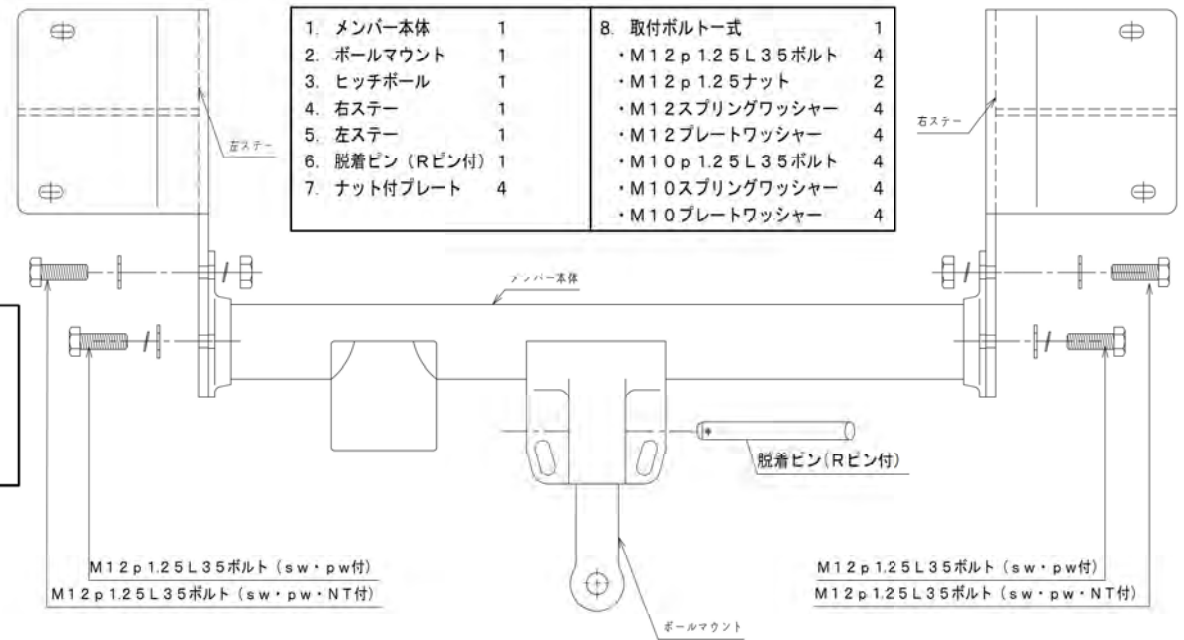 1. メンバー本体 1
2. ボールマウント 1
3. ヒッチボール 1
4. 右ステー 1
5. 左ステー 1
6. 脱着ピン（Rピン付） 1
7. ナット付プレート 4
8. 取付ボルト一式 1
・M12p1.25L35ボルト 4
・M12p1.25ナット 2
・M12スプリングワッシャー 4
・M12プレートワッシャー 4
・M10p1.25L35ボルト 4
・M10スプリングワッシャー 4
・M10プレートワッシャー 4
左ステー
右ステー
メンバー本体
脱着ピン(Rピン付)
M12p1.25L35ボルト（sw・pw付）
M12p1.25L35ボルト（sw・pw・NT付）
M12p1.25L35ボルト（sw・pw付）
M12p1.25L35ボルト（sw・pw・NT付）
ボールマウント